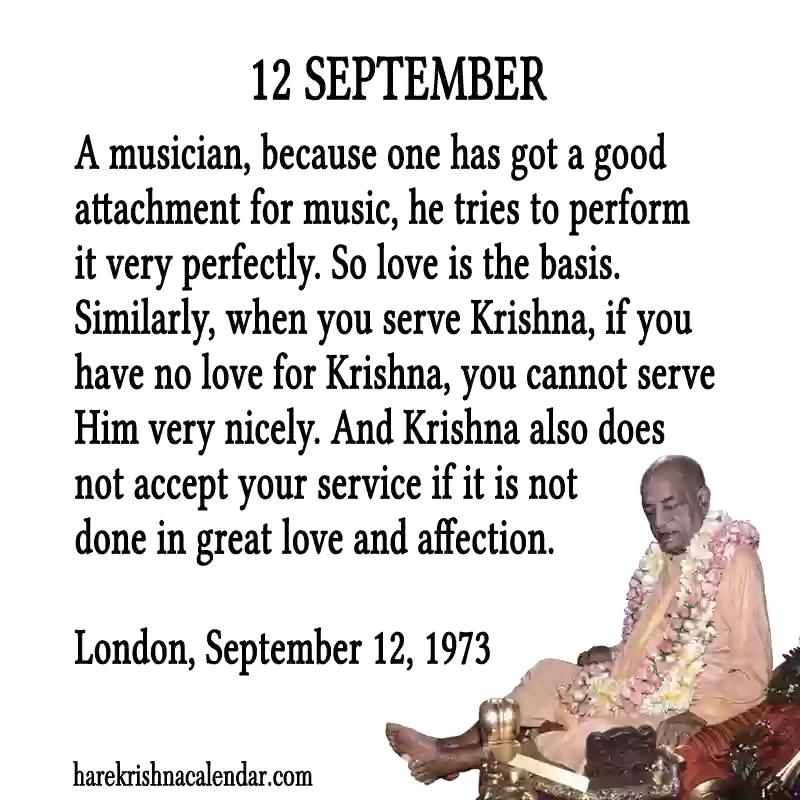 12 SEPTEMBER
A musician, because one has got a good
attachment for music, he tries to perform
it very perfectly. So love is the basis.
Similarly, when you serve Krishna, if you
have no love for Krishna, you cannot serve
Him very nicely. And Krishna also does
not accept your service if it is not
done in great love and affection.
London, September 12, 1973
harekrishnacalendar.com